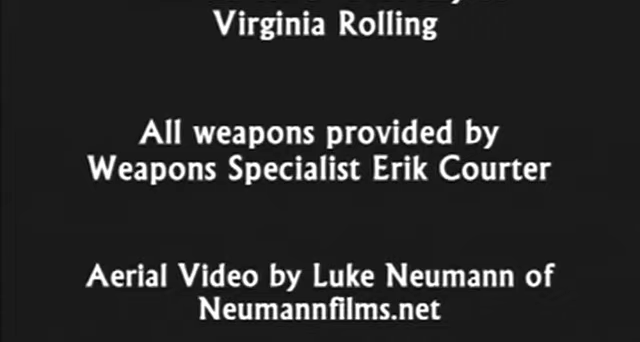 Virginia Rolling
All weapons provided by
Weapons Specialist Erik Courter
Aerial Video by Luke Neumann of
Neumannfilms.net